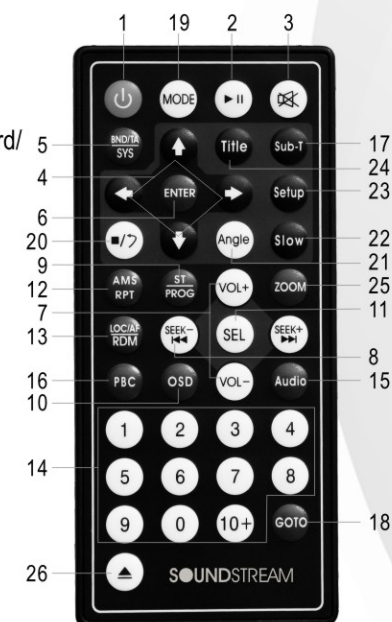 1 19 2 3
MODE ►II
rd/ 5 BND/TA SYS Title Sub-T 17
4 24
6 ENTER Setup 23
20 ■/⮌ Angle Slow 22
9 21
12 AMS RPT ST PROG VOL+ ZOOM 25
7 11
13 LOC/AF RDM SEEK- I◄◄ SEL SEEK+ ►►I
8
16 PBC OSD VOL- Audio 15
10
1 2 3 4
14 5 6 7 8
9 0 10+ GOTO 18
26 SOUNDSTREAM